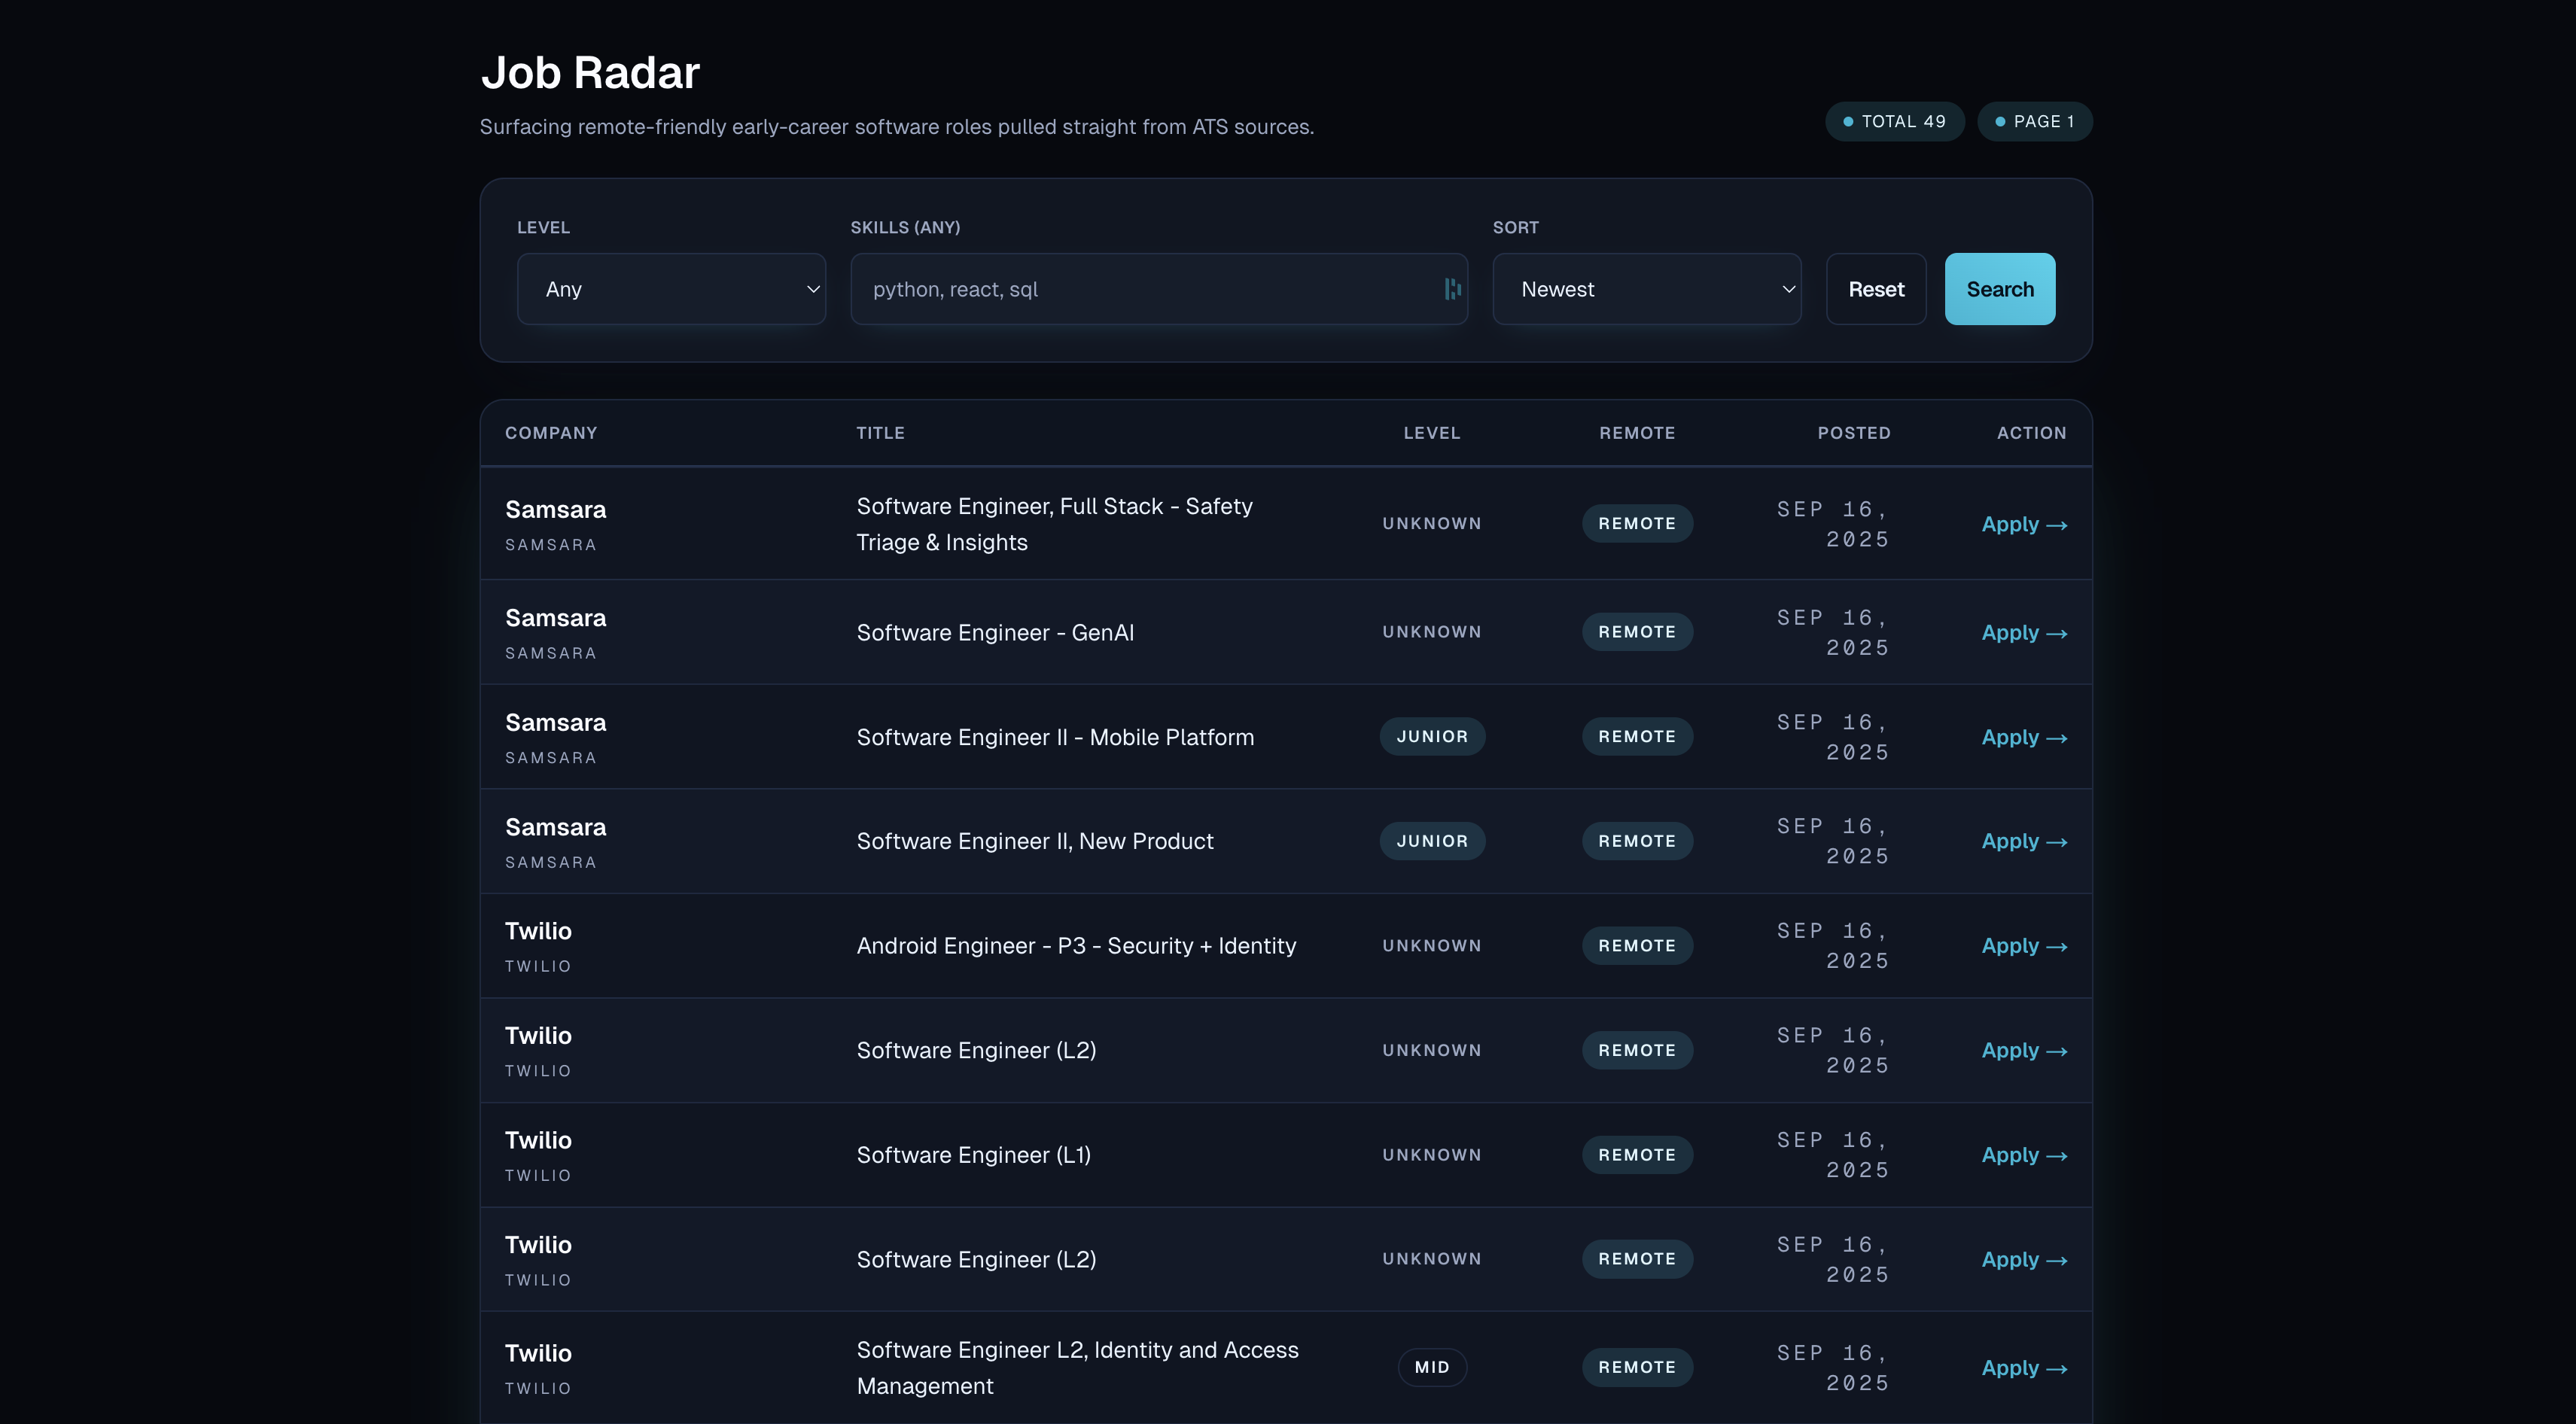 Job Radar
Surfacing remote-friendly early-career software roles pulled straight from ATS sources.
TOTAL 49
PAGE 1
LEVEL
SKILLS (ANY)
SORT
Any
python, react, sql
Newest
Reset
Search
COMPANY TITLE LEVEL REMOTE POSTED ACTION
Samsara
SAMSARA
Software Engineer, Full Stack - Safety
Triage & Insights
UNKNOWN
REMOTE
SEP 16,
2025
Apply →
Samsara
SAMSARA
Software Engineer - GenAI
UNKNOWN
REMOTE
SEP 16,
2025
Apply →
Samsara
SAMSARA
Software Engineer II - Mobile Platform
JUNIOR
REMOTE
SEP 16,
2025
Apply →
Samsara
SAMSARA
Software Engineer II, New Product
JUNIOR
REMOTE
SEP 16,
2025
Apply →
Twilio
TWILIO
Android Engineer - P3 - Security + Identity
UNKNOWN
REMOTE
SEP 16,
2025
Apply →
Twilio
TWILIO
Software Engineer (L2)
UNKNOWN
REMOTE
SEP 16,
2025
Apply →
Twilio
TWILIO
Software Engineer (L1)
UNKNOWN
REMOTE
SEP 16,
2025
Apply →
Twilio
TWILIO
Software Engineer (L2)
UNKNOWN
REMOTE
SEP 16,
2025
Apply →
Twilio
TWILIO
Software Engineer L2, Identity and Access
Management
MID
REMOTE
SEP 16,
2025
Apply →